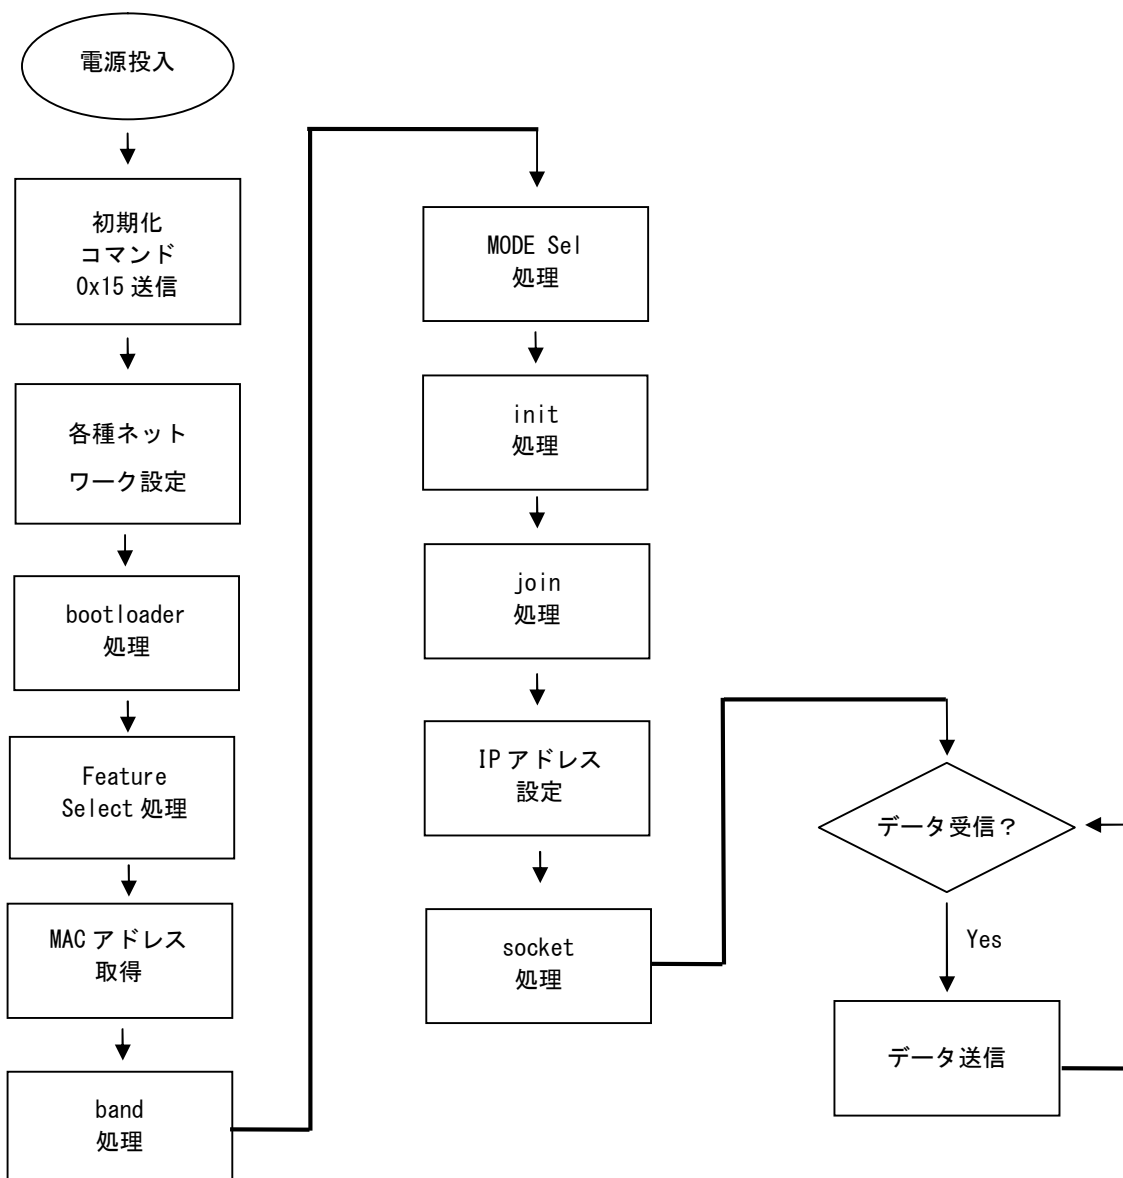 電源投入
初期化
コマンド
0x15 送信
各種ネット
ワーク設定
bootloader
処理
Feature
Select 処理
MAC アドレス
取得
band
処理
MODE Sel
処理
init
処理
join
処理
IP アドレス
設定
socket
処理
データ受信？
Yes
データ送信